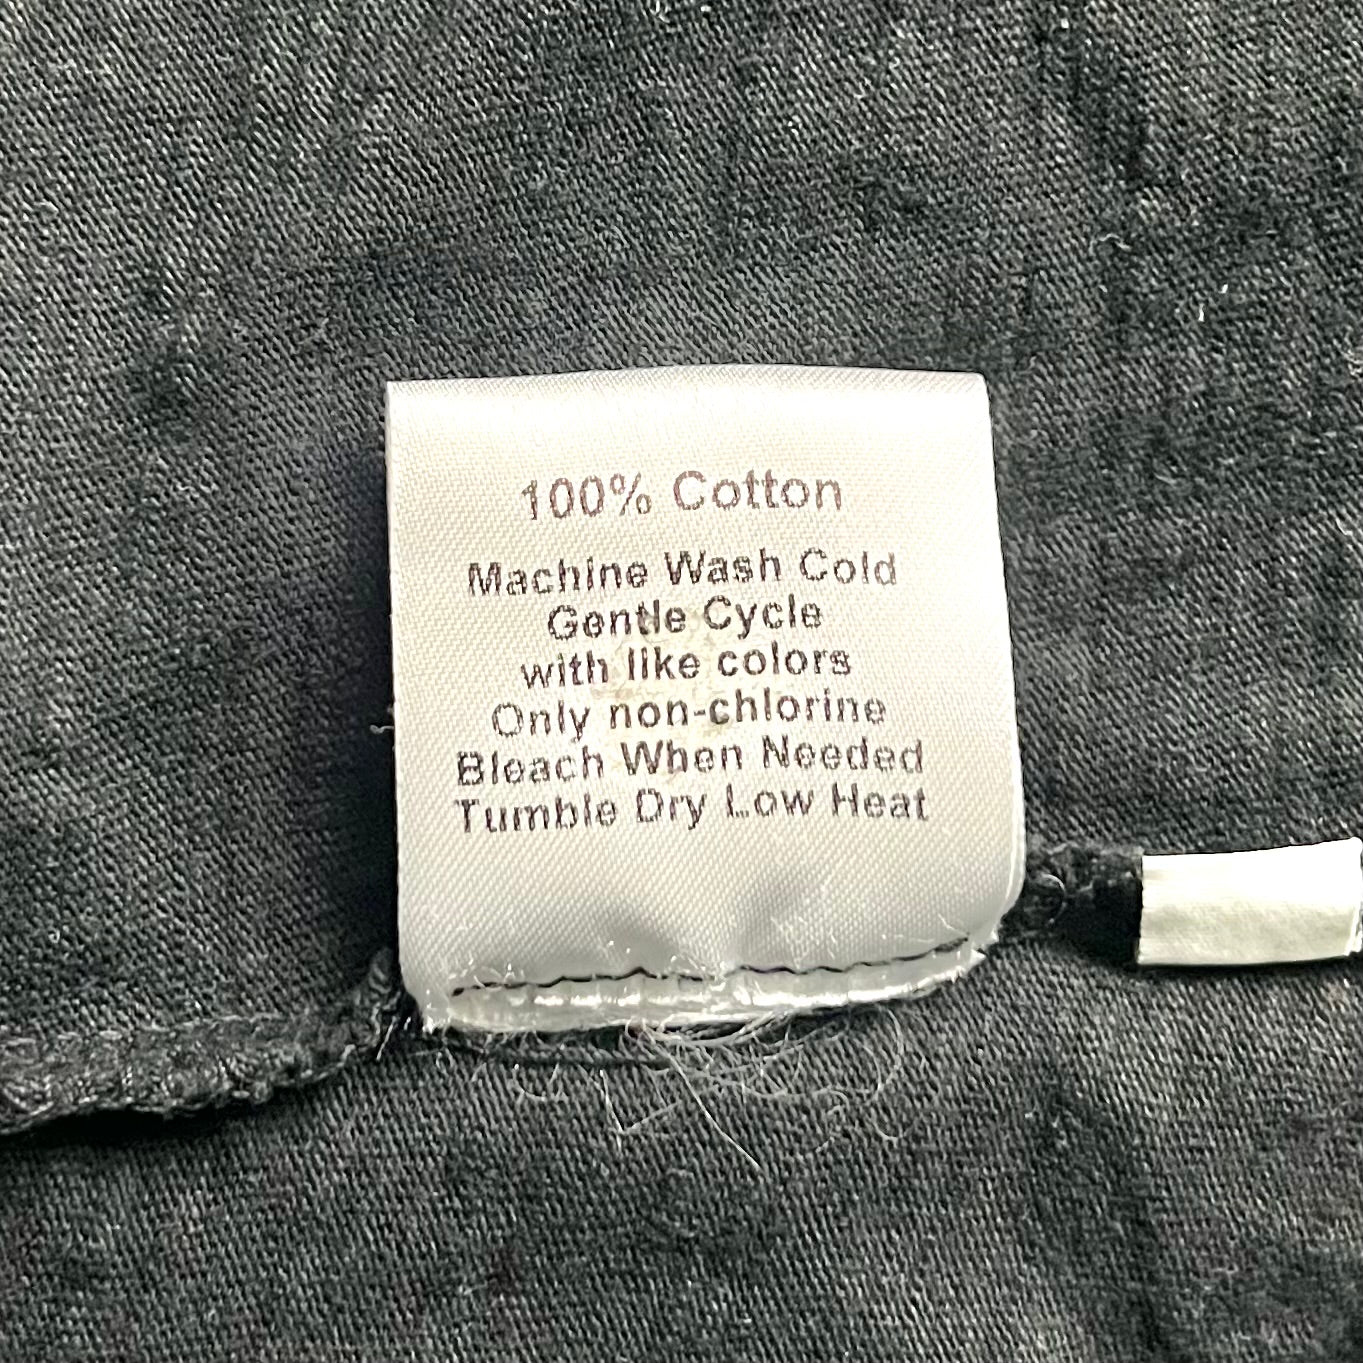 100% Cotton
Machine Wash Cold
Gentle Cycle
with like colors
Only non-chlorine
Bleach When Needed
Tumble Dry Low Heat